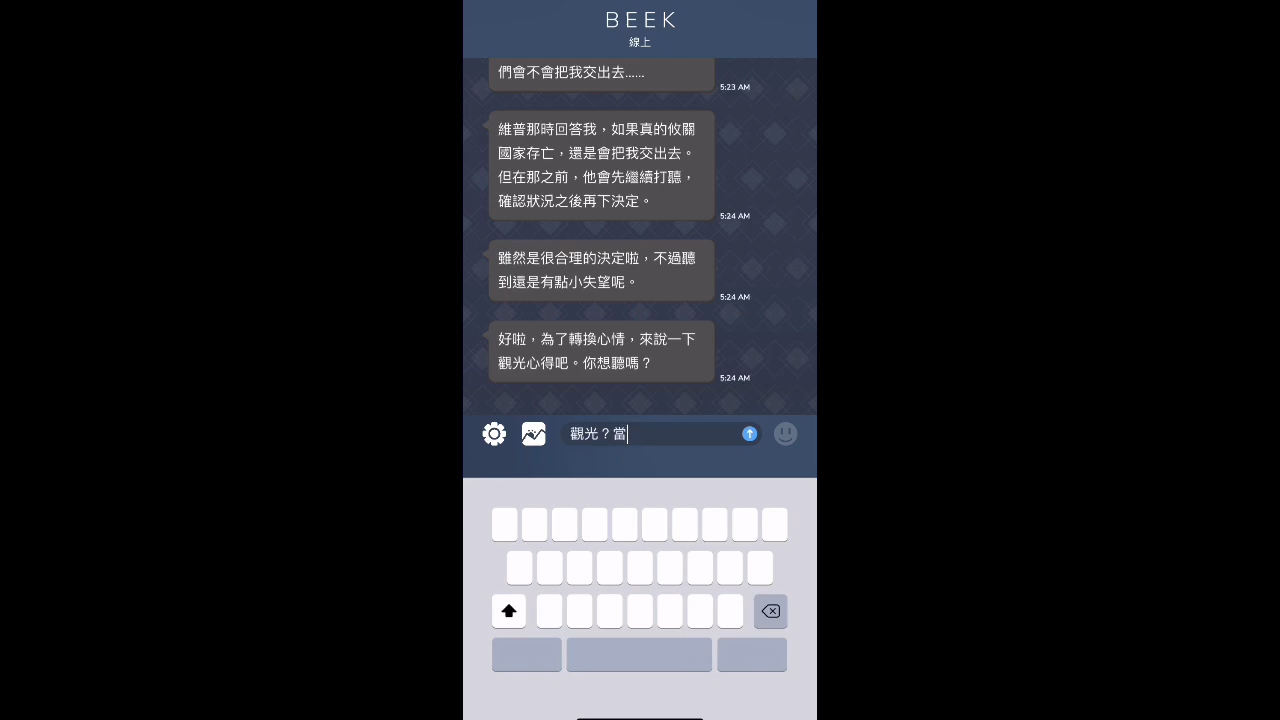 BEEK
線上
們會不會把我交出去......
5:23 AM
維普那時回答我，如果真的攸關
國家存亡，還是會把我交出去。
但在那之前，他會先繼續打聽，
確認狀況之後再下決定。
5:24 AM
雖然是很合理的決定啦，不過聽
到還是有點小失望呢。
5:24 AM
好啦，為了轉換心情，來說一下
觀光心得吧。你想聽嗎？
5:24 AM
觀光？當